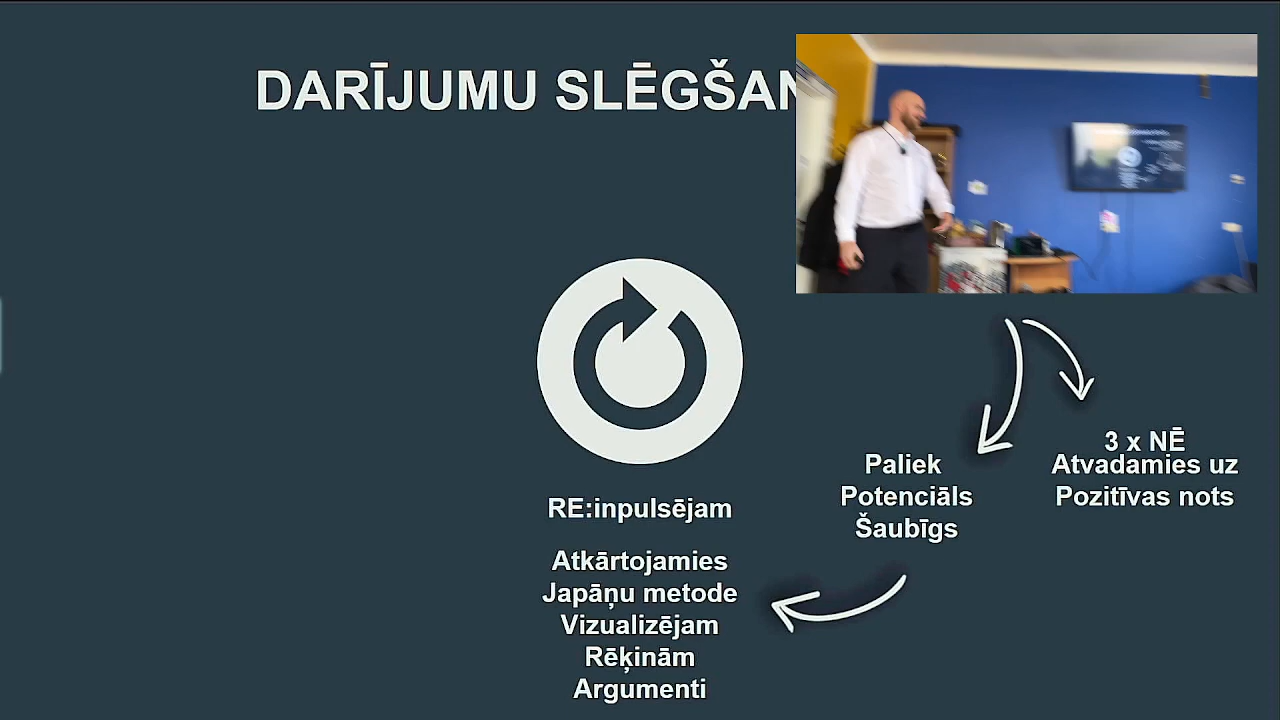 DARĪJUMU SLĒGŠAN
3 x NĒ
Atvadamies uz
Pozitīvas nots
Paliek
Potenciāls
Šaubīgs
RE:inpulsējam
Atkārtojamies
Japāņu metode
Vizualizējam
Rēķinām
Argumenti